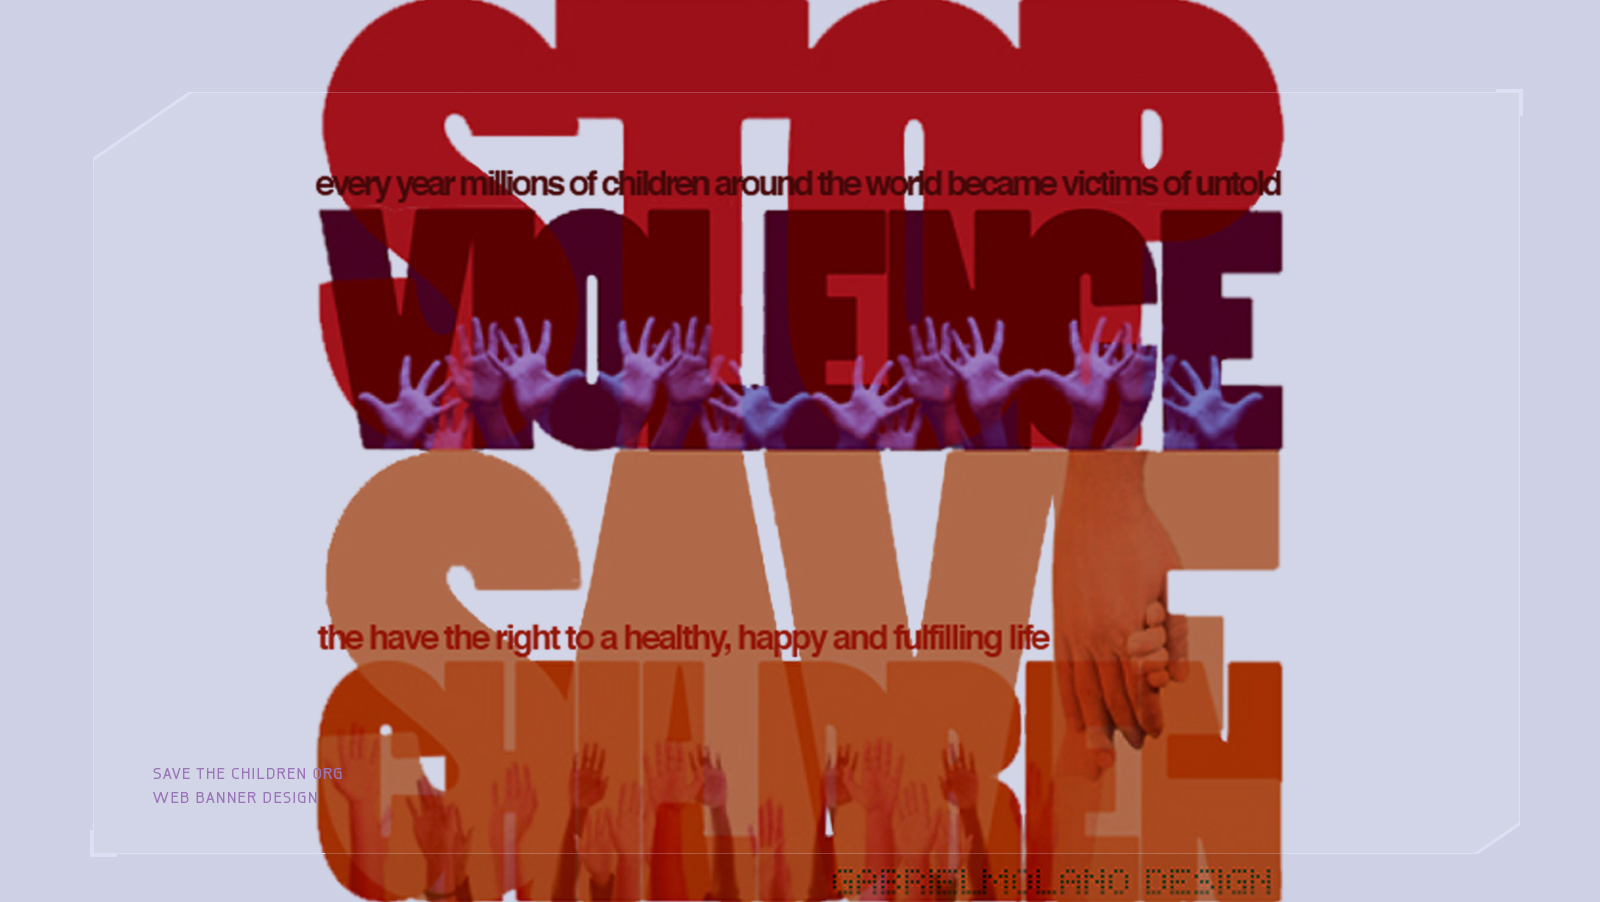 STOP
every year millions of children around the world became victims of untold
VIOLENCE
SAVE
the have the right to a healthy, happy and fulfilling life
CHILDREN
SAVE THE CHILDREN ORG
WEB BANNER DESIGN
GABRIELMOLANO DESIGN